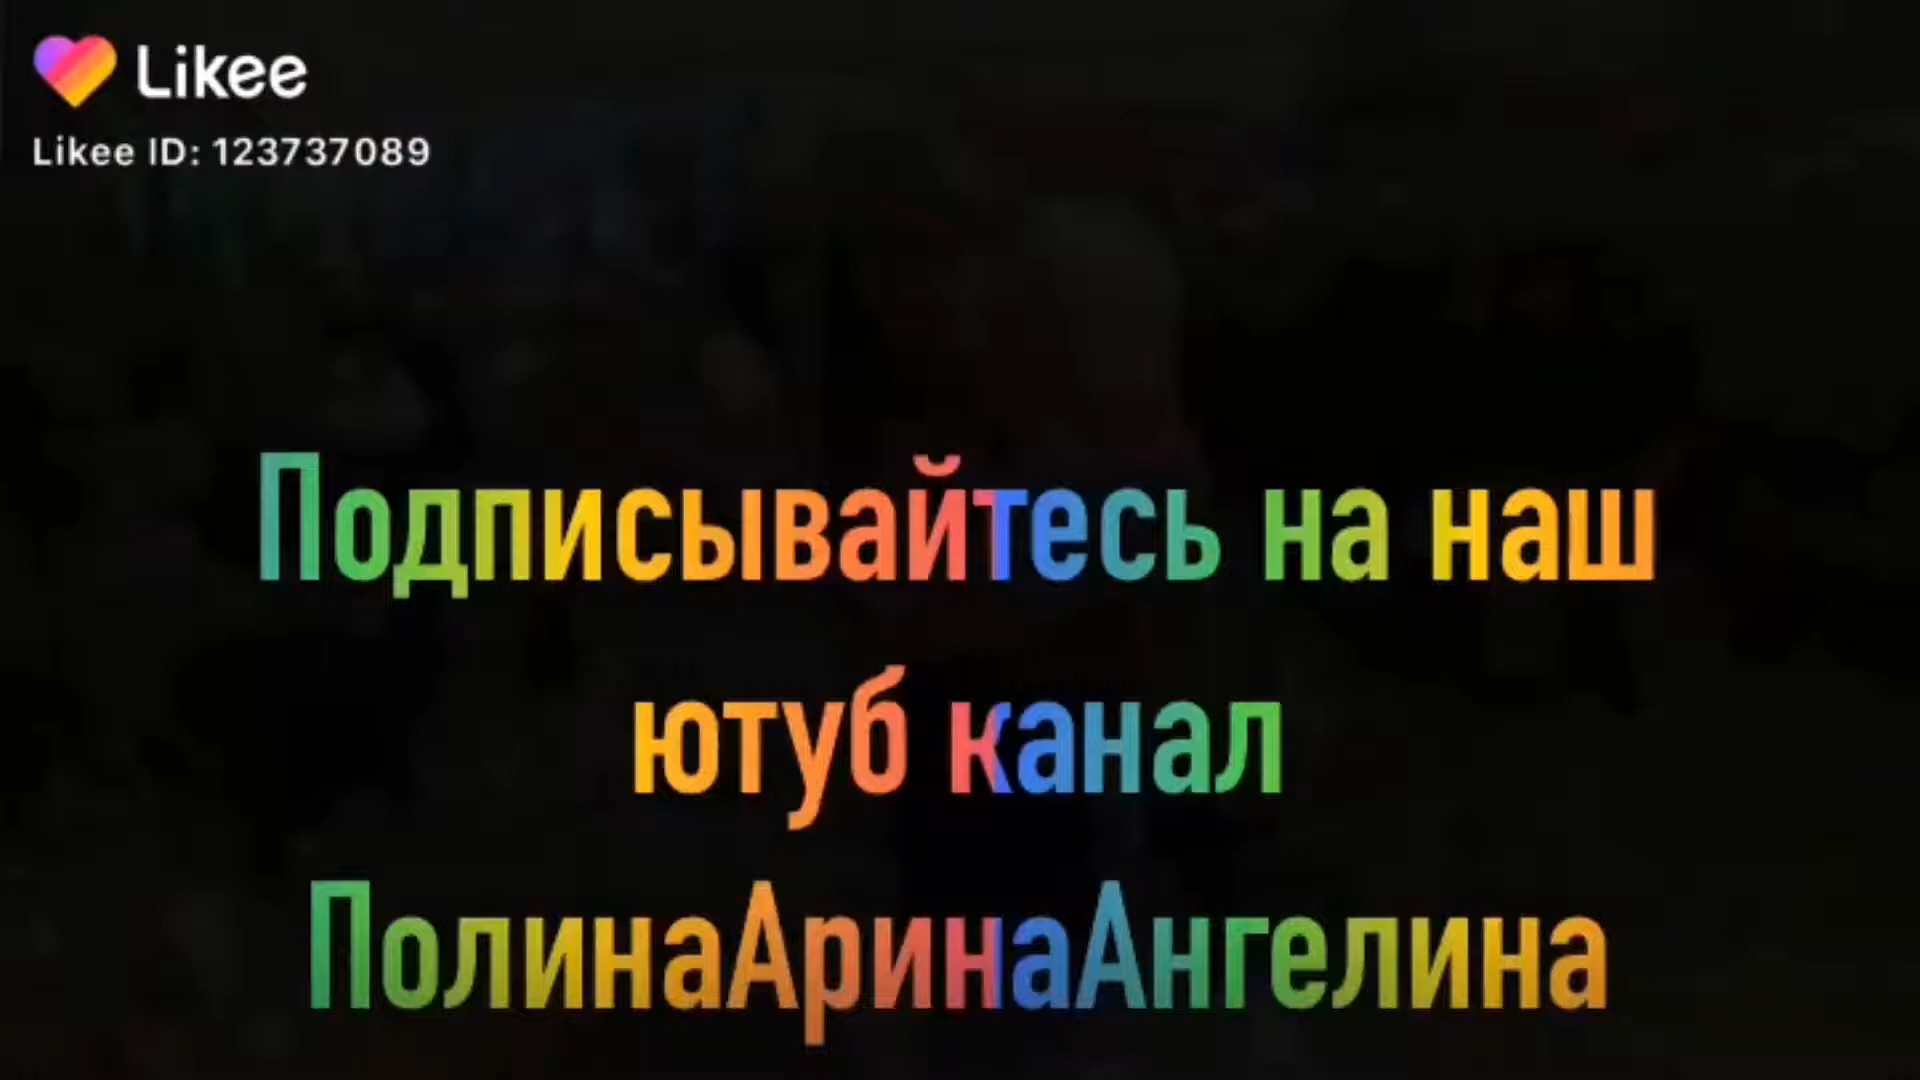 Likee
Likee ID: 123737089
Подписывайтесь на наш
ютуб канал
ПолинаАринаАнгелина